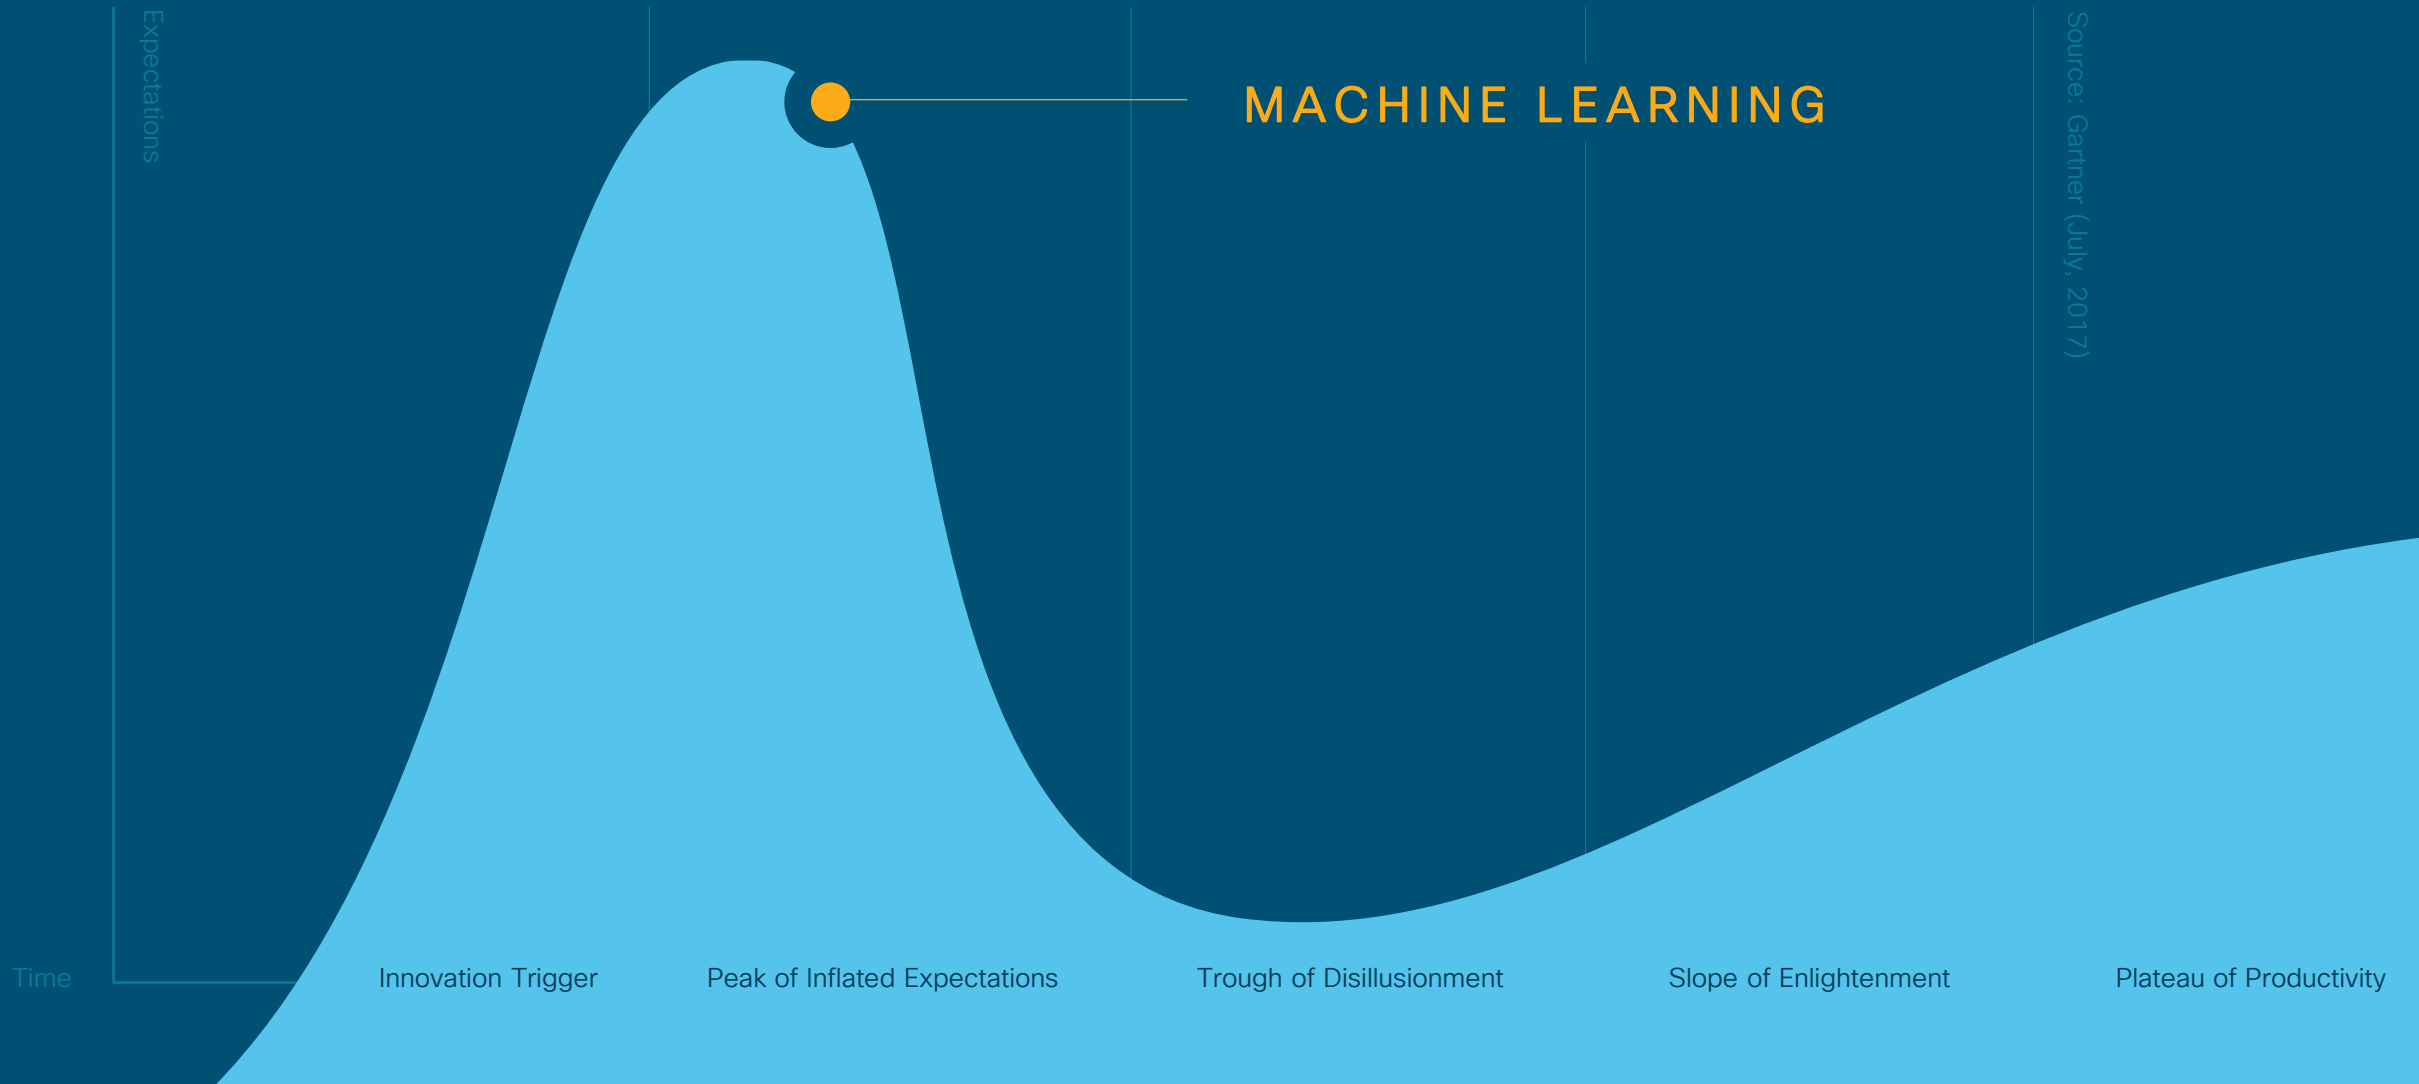 Expectations
MACHINE LEARNING
Source: Gartner (July, 2017)
Time
Innovation Trigger
Peak of Inflated Expectations
Trough of Disillusionment
Slope of Enlightenment
Plateau of Productivity